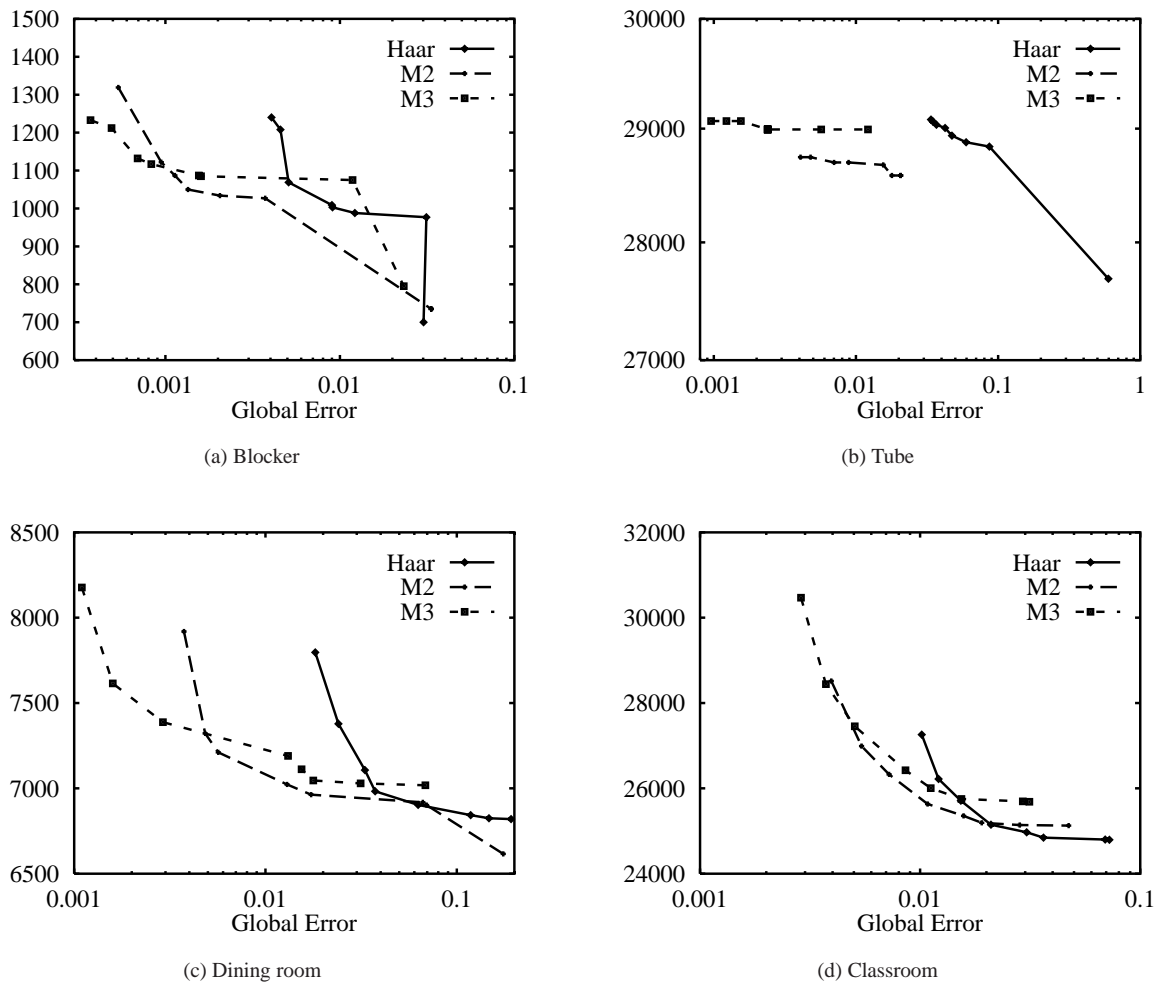 1500
1400
1300
1200
1100
1000
900
800
700
600
Haar
M2
M3
0.001 0.01 0.1
Global Error
(a) Blocker
30000
29000
28000
27000
Haar
M2
M3
0.001 0.01 0.1 1
Global Error
(b) Tube
8500
8000
7500
7000
6500
Haar
M2
M3
0.001 0.01 0.1
Global Error
(c) Dining room
32000
30000
28000
26000
24000
Haar
M2
M3
0.001 0.01 0.1
Global Error
(d) Classroom